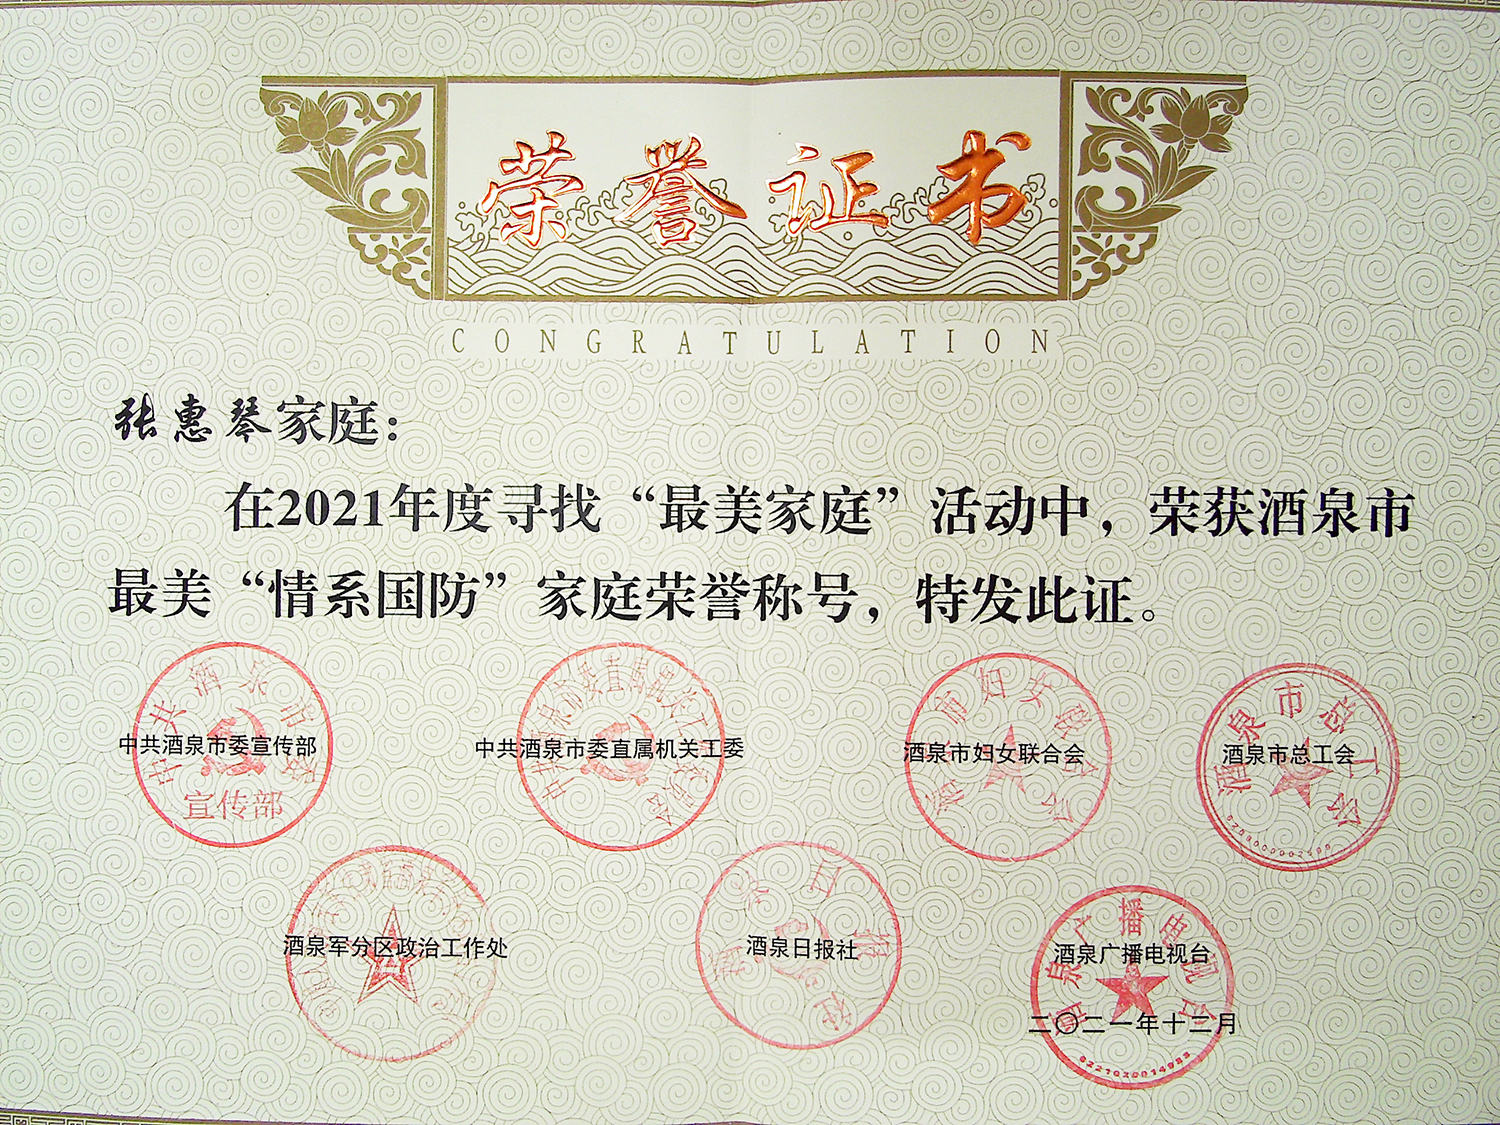 荣誉证书
CONGRATULATION
张惠琴家庭：
在2021年度寻找“最美家庭”活动中，荣获酒泉市
最美“情系国防”家庭荣誉称号，特发此证。
中共酒泉市委宣传部
中共酒泉市委直属机关工委
酒泉市妇女联合会
酒泉市总工会
宣传部
酒泉军分区政治工作处
酒泉日报社
酒泉广播电视台
二〇二一年十二月